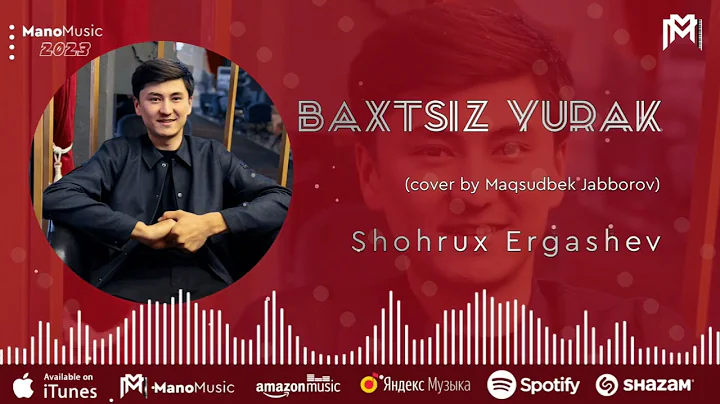 ManoMusic
2023
BAXTSIZ YURAK
(cover by Maqsudbek Jabborov)
Shohrux Ergashev
Available on
iTunes
ManoMusic
amazonmusic
Яндекс Музыка
Spotify
SHAZAM